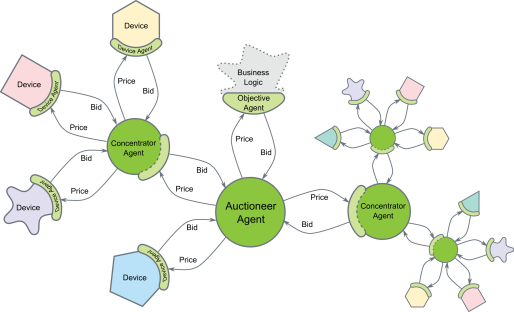 Device
Device Agent
Price
Bid
Device
Device Agent
Bid
Price
Business
Logic
Objective
Agent
Price
Bid
Concentrator
Agent
Bid
Price
Device
Device Agent
Bid
Price
Auctioneer
Agent
Price
Bid
Concentrator
Agent
Device
Device Agent
Bid
Price